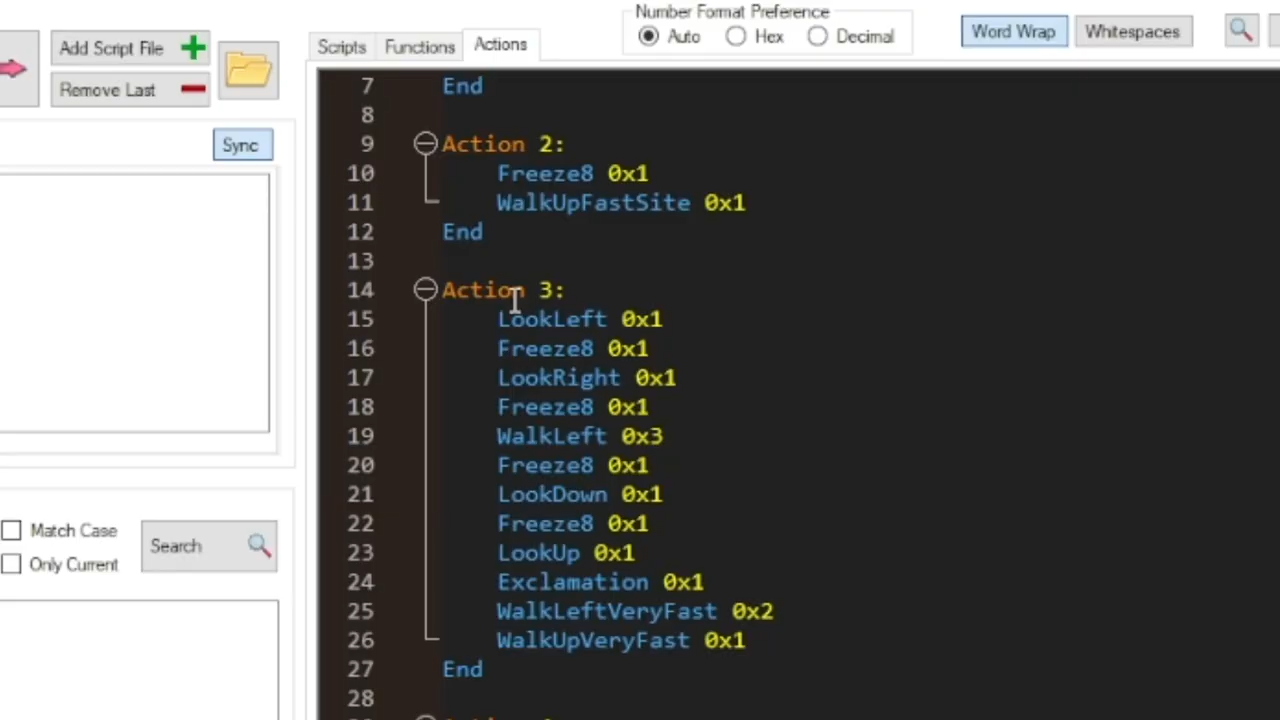 Number Format Preference
Add Script File
Remove Last
Scripts Functions Actions
Auto Hex Decimal
Word Wrap Whitespaces
Sync
7 End
8
9 Action 2:
10 Freeze8 0x1
11 WalkUpFastSite 0x1
12 End
13
14 Action 3:
15 LookLeft 0x1
16 Freeze8 0x1
17 LookRight 0x1
18 Freeze8 0x1
19 WalkLeft 0x3
20 Freeze8 0x1
21 LookDown 0x1
22 Freeze8 0x1
23 LookUp 0x1
24 Exclamation 0x1
25 WalkLeftVeryFast 0x2
26 WalkUpVeryFast 0x1
27 End
28
Match Case
Only Current
Search